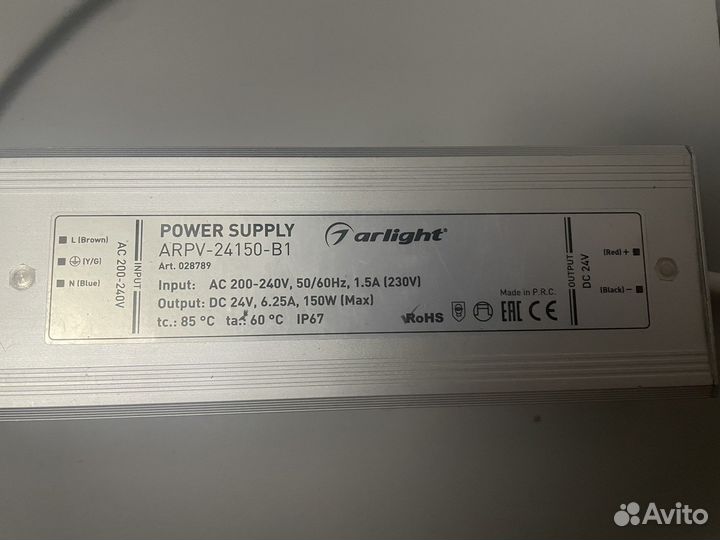 L (Brown)
(Y/G)
N (Blue)
AC 200-240V
INPUT
POWER SUPPLY
ARPV-24150-B1
Art. 028789
arlight®
Input: AC 200-240V, 50/60Hz, 1.5A (230V)
Output: DC 24V, 6.25A, 150W (Max)
tc.: 85 °C ta.: 60 °C IP67
Made in P.R.C.
RoHS EAC CE
OUTPUT
DC 24V
(Red) +
(Black) −
Avito